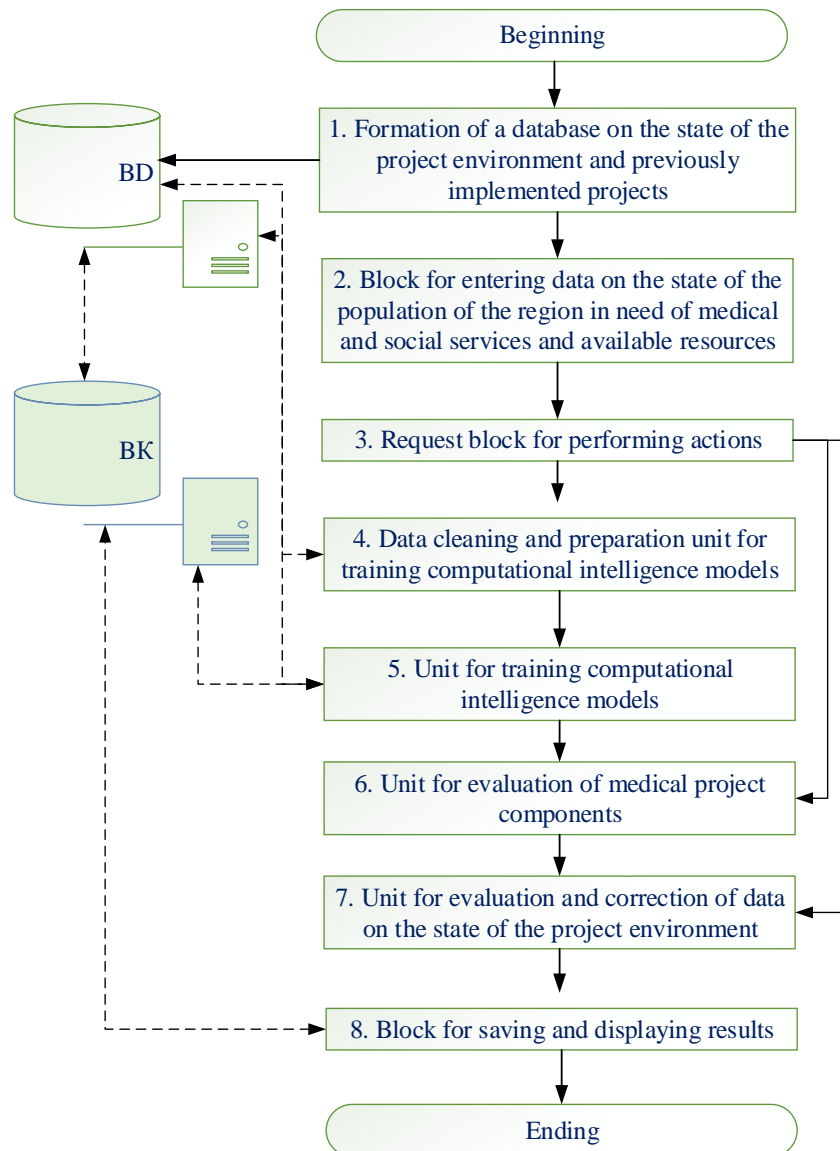 Beginning
1. Formation of a database on the state of the
project environment and previously
implemented projects
BD
2. Block for entering data on the state of the
population of the region in need of medical
and social services and available resources
BK
3. Request block for performing actions
4. Data cleaning and preparation unit for
training computational intelligence models
5. Unit for training computational
intelligence models
6. Unit for evaluation of medical project
components
7. Unit for evaluation and correction of data
on the state of the project environment
8. Block for saving and displaying results
Ending